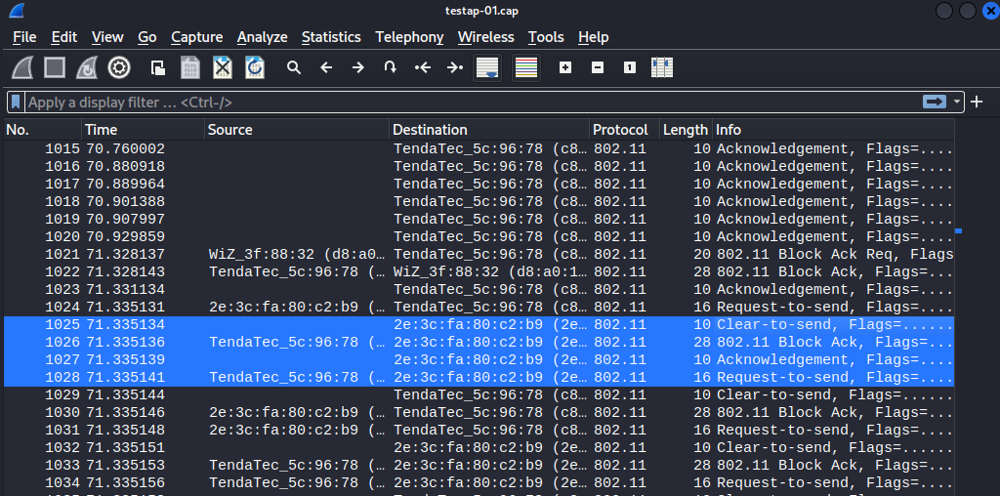 testap-01.cap
File Edit View Go Capture Analyze Statistics Telephony Wireless Tools Help
Apply a display filter … <Ctrl-/>
No. Time Source Destination Protocol Length Info
1015 70.760002 TendaTec_5c:96:78 (c8… 802.11 10 Acknowledgement, Flags=....
1016 70.880918 TendaTec_5c:96:78 (c8… 802.11 10 Acknowledgement, Flags=....
1017 70.889964 TendaTec_5c:96:78 (c8… 802.11 10 Acknowledgement, Flags=....
1018 70.901388 TendaTec_5c:96:78 (c8… 802.11 10 Acknowledgement, Flags=....
1019 70.907997 TendaTec_5c:96:78 (c8… 802.11 10 Acknowledgement, Flags=....
1020 70.929859 TendaTec_5c:96:78 (c8… 802.11 10 Acknowledgement, Flags=....
1021 71.328137 WiZ_3f:88:32 (d8:a0… TendaTec_5c:96:78 (c8… 802.11 20 802.11 Block Ack Req, Flags
1022 71.328143 TendaTec_5c:96:78 (… WiZ_3f:88:32 (d8:a0:1… 802.11 28 802.11 Block Ack, Flags=...
1023 71.331134 TendaTec_5c:96:78 (c8… 802.11 10 Acknowledgement, Flags=....
1024 71.335131 2e:3c:fa:80:c2:b9 (… TendaTec_5c:96:78 (c8… 802.11 16 Request-to-send, Flags=....
1025 71.335134 2e:3c:fa:80:c2:b9 (2e… 802.11 10 Clear-to-send, Flags=......
1026 71.335136 TendaTec_5c:96:78 (… 2e:3c:fa:80:c2:b9 (2e… 802.11 28 802.11 Block Ack, Flags=...
1027 71.335139 2e:3c:fa:80:c2:b9 (2e… 802.11 10 Acknowledgement, Flags=....
1028 71.335141 TendaTec_5c:96:78 (… 2e:3c:fa:80:c2:b9 (2e… 802.11 16 Request-to-send, Flags=....
1029 71.335144 TendaTec_5c:96:78 (c8… 802.11 10 Clear-to-send, Flags=......
1030 71.335146 2e:3c:fa:80:c2:b9 (… TendaTec_5c:96:78 (c8… 802.11 28 802.11 Block Ack, Flags=...
1031 71.335148 2e:3c:fa:80:c2:b9 (… TendaTec_5c:96:78 (c8… 802.11 16 Request-to-send, Flags=....
1032 71.335151 2e:3c:fa:80:c2:b9 (2e… 802.11 10 Clear-to-send, Flags=......
1033 71.335153 TendaTec_5c:96:78 (… 2e:3c:fa:80:c2:b9 (2e… 802.11 28 802.11 Block Ack, Flags=...
1034 71.335156 TendaTec_5c:96:78 (… 2e:3c:fa:80:c2:b9 (2e… 802.11 16 Request-to-send, Flags=....